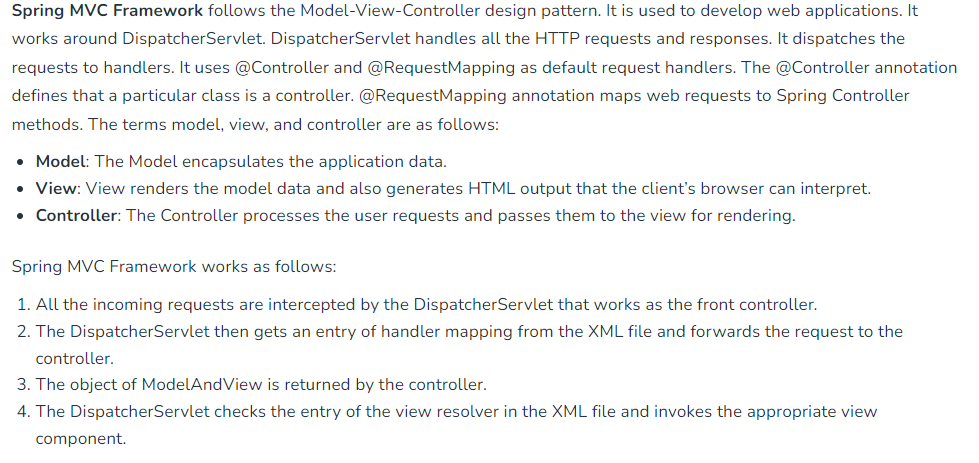 Spring MVC Framework follows the Model-View-Controller design pattern. It is used to develop web applications. It
works around DispatcherServlet. DispatcherServlet handles all the HTTP requests and responses. It dispatches the
requests to handlers. It uses @Controller and @RequestMapping as default request handlers. The @Controller annotation
defines that a particular class is a controller. @RequestMapping annotation maps web requests to Spring Controller
methods. The terms model, view, and controller are as follows:
• Model: The Model encapsulates the application data.
• View: View renders the model data and also generates HTML output that the client’s browser can interpret.
• Controller: The Controller processes the user requests and passes them to the view for rendering.
Spring MVC Framework works as follows:
1. All the incoming requests are intercepted by the DispatcherServlet that works as the front controller.
2. The DispatcherServlet then gets an entry of handler mapping from the XML file and forwards the request to the
controller.
3. The object of ModelAndView is returned by the controller.
4. The DispatcherServlet checks the entry of the view resolver in the XML file and invokes the appropriate view
component.